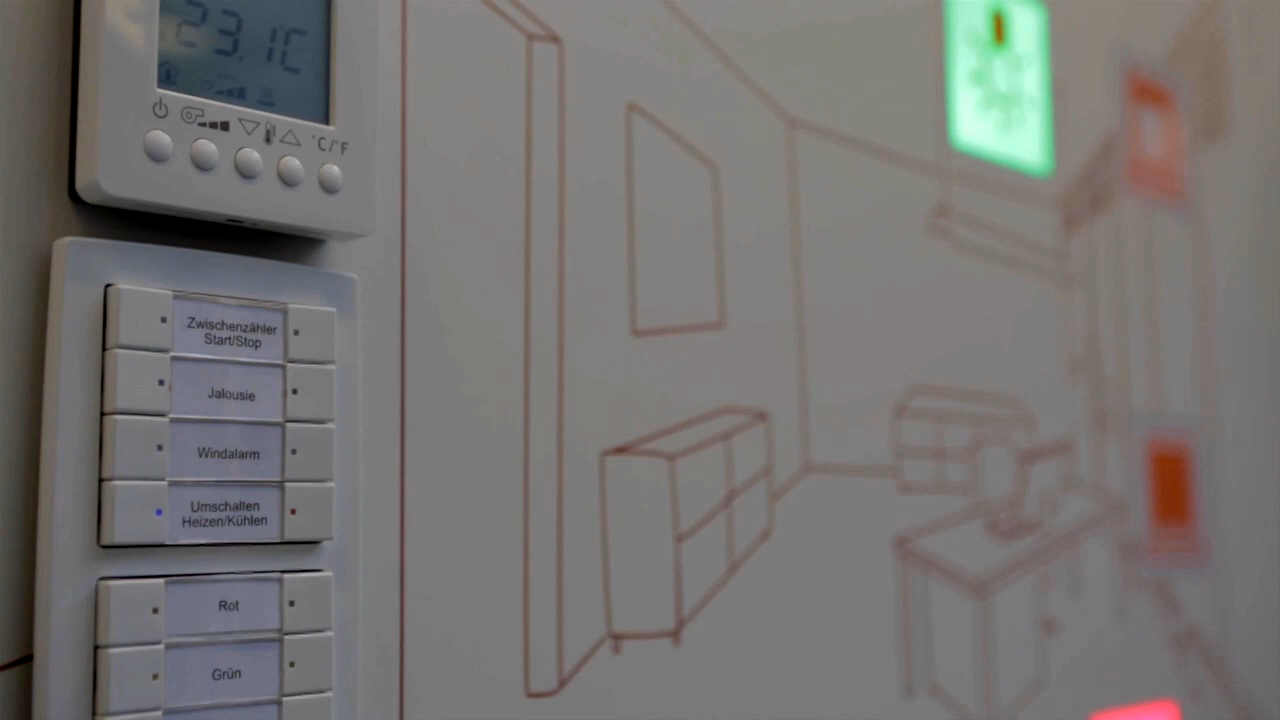 23.1C
°C/°F
Zwischenzähler
Start/Stop
Jalousie
Windalarm
Umschalten
Heizen/Kühlen
Rot
Grün